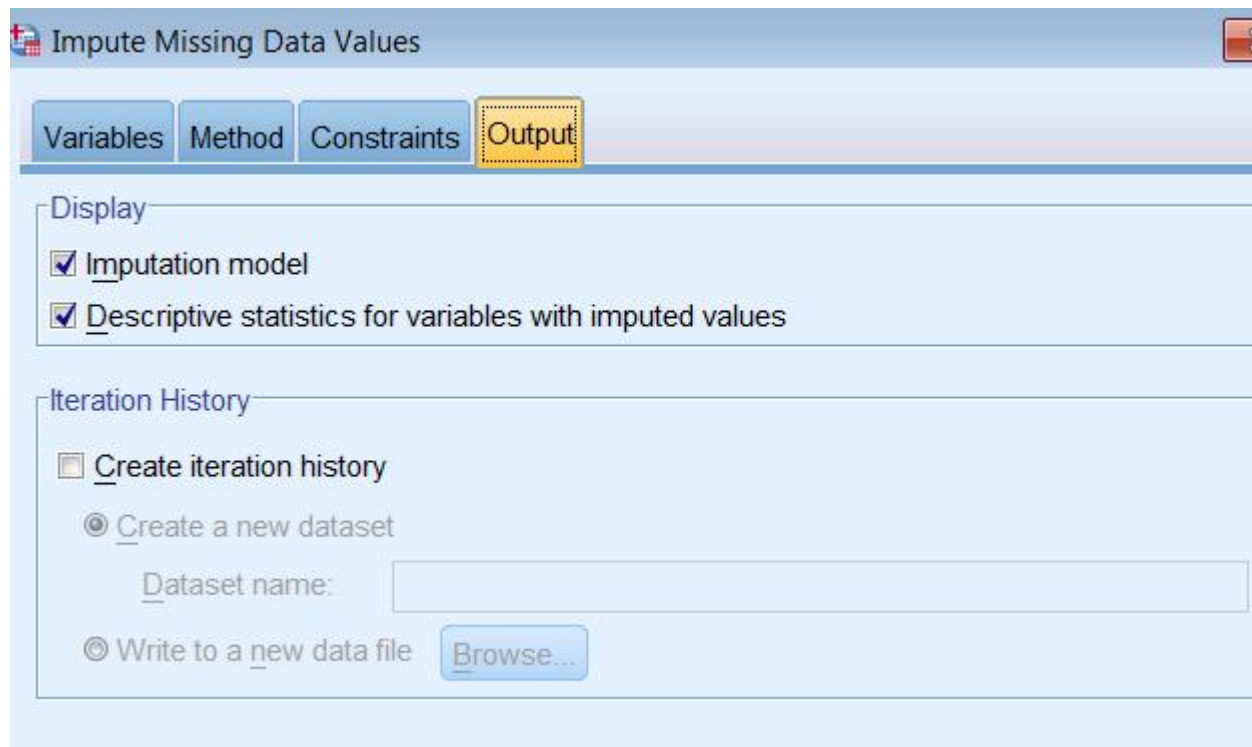 Impute Missing Data Values
Variables Method Constraints Output
Display
Imputation model
Descriptive statistics for variables with imputed values
Iteration History
Create iteration history
Create a new dataset
Dataset name:
Write to a new data file Browse...